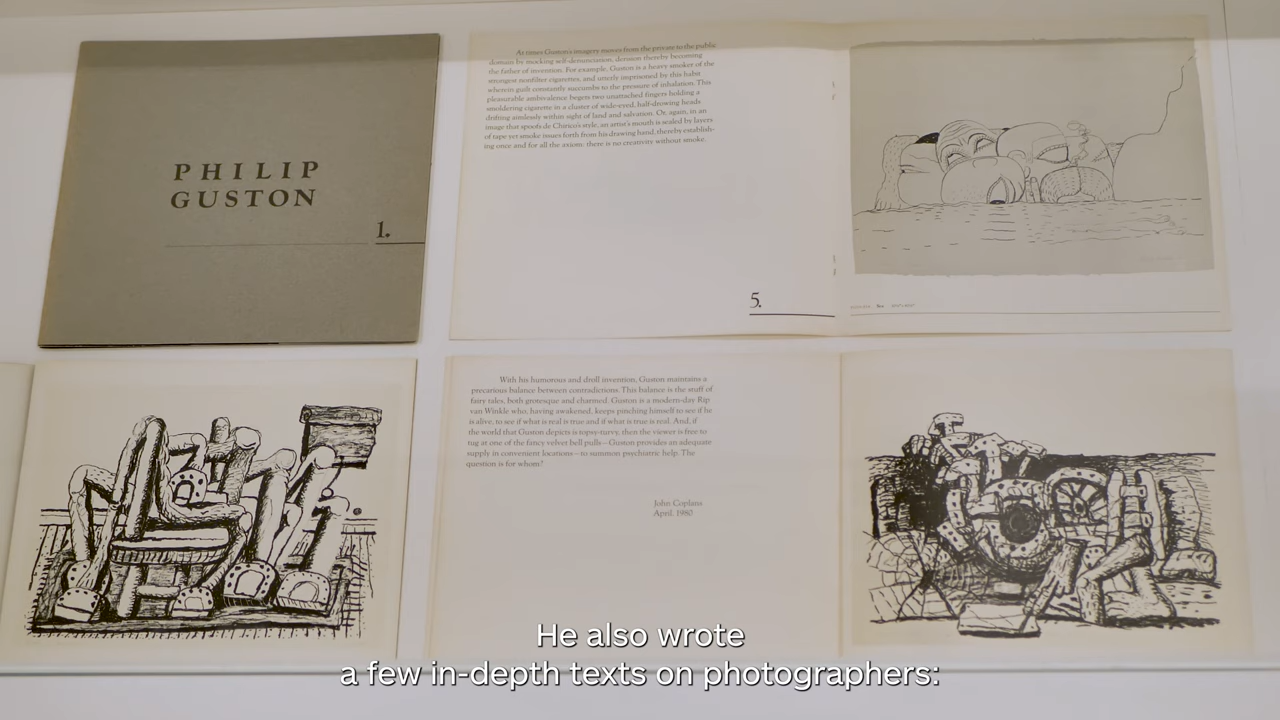 PHILIP
GUSTON
1.
At times Guston's imagery moves from the private to the public
domain by mocking self-denunciation, derision thereby becoming
the father of invention. For example, Guston is a heavy smoker of the
strongest nonfilter cigarettes, and utterly imprisoned by this habit
wherein guilt constantly succumbs to the pressure of inhalation. This
pleasurable ambivalence begets two unattached fingers holding a
smoldering cigarette in a cluster of wide-eyed, half-drowing heads
drifting aimlessly within sight of land and salvation. Or, again, in an
image that spoofs de Chirico's style, an artist's mouth is sealed by layers
of tape yet smoke issues forth from his drawing hand, thereby establish-
ing once and for all the axiom: there is no creativity without smoke.
5.
With his humorous and droll invention, Guston maintains a
precarious balance between contradictions. This balance is the stuff of
fairy tales, both grotesque and charmed. Guston is a modern-day Rip
van Winkle who, having awakened, keeps pinching himself to see if he
is alive, to see if what is real is true and if what is true is real. And, if
the world that Guston depicts is topsy-turvy, then the viewer is free to
tug at one of the fancy velvet bell pulls—Guston provides an adequate
supply in convenient locations—to summon psychiatric help. The
question is for whom?
John Coplans
April, 1980
He also wrote
a few in-depth texts on photographers: